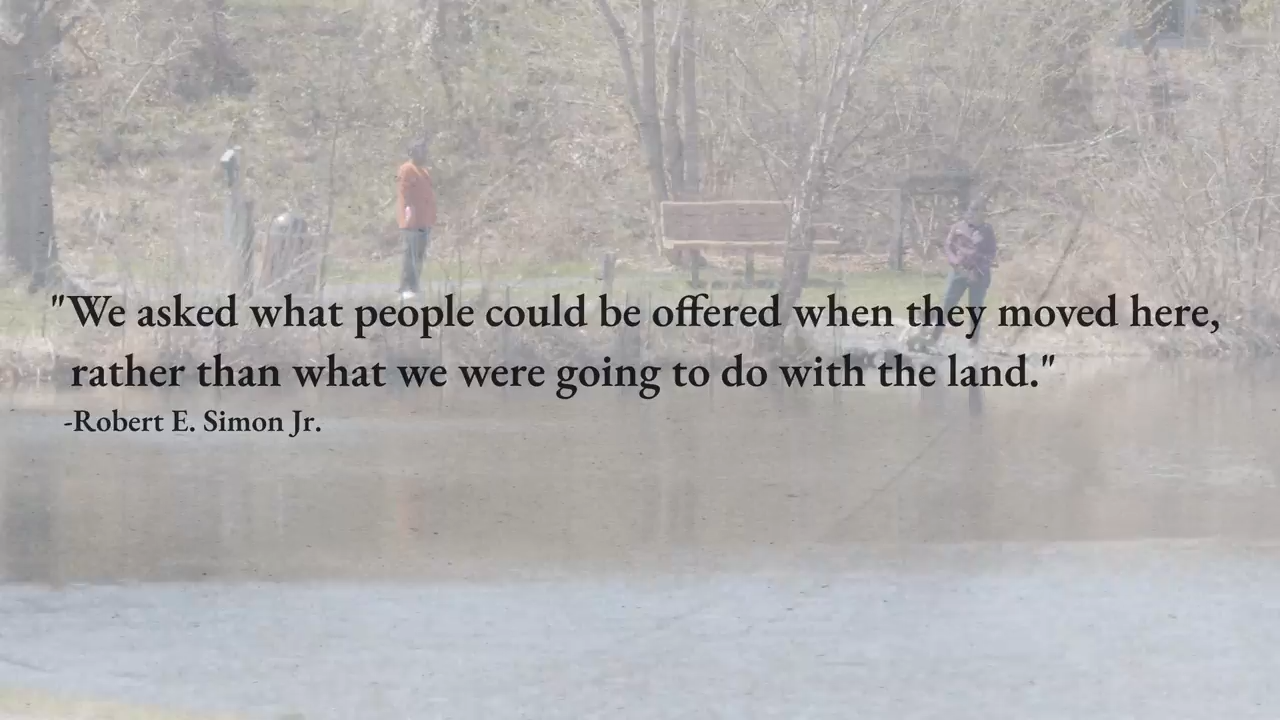 "We asked what people could be offered when they moved here,
rather than what we were going to do with the land."
-Robert E. Simon Jr.